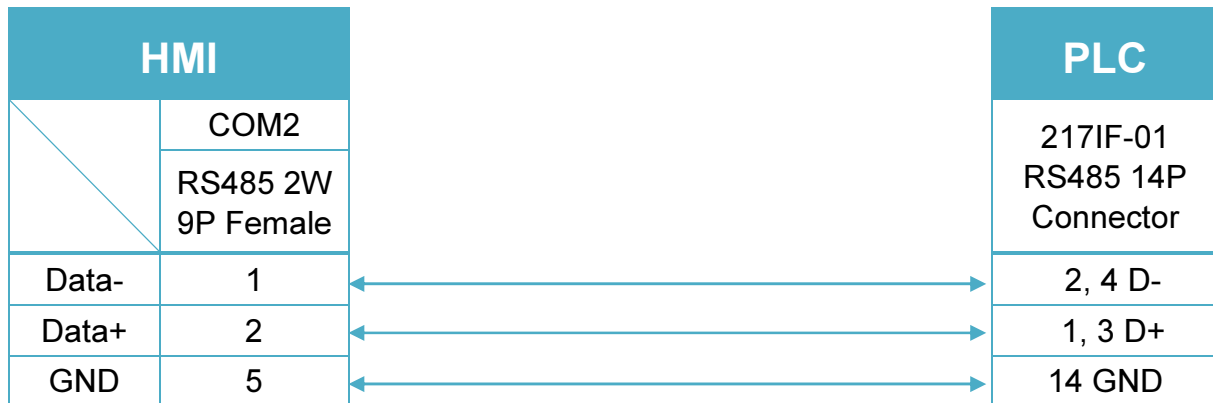 HMI
PLC
COM2
RS485 2W
9P Female
217IF-01
RS485 14P
Connector
Data- 1 2, 4 D-
Data+ 2 1, 3 D+
GND 5 14 GND